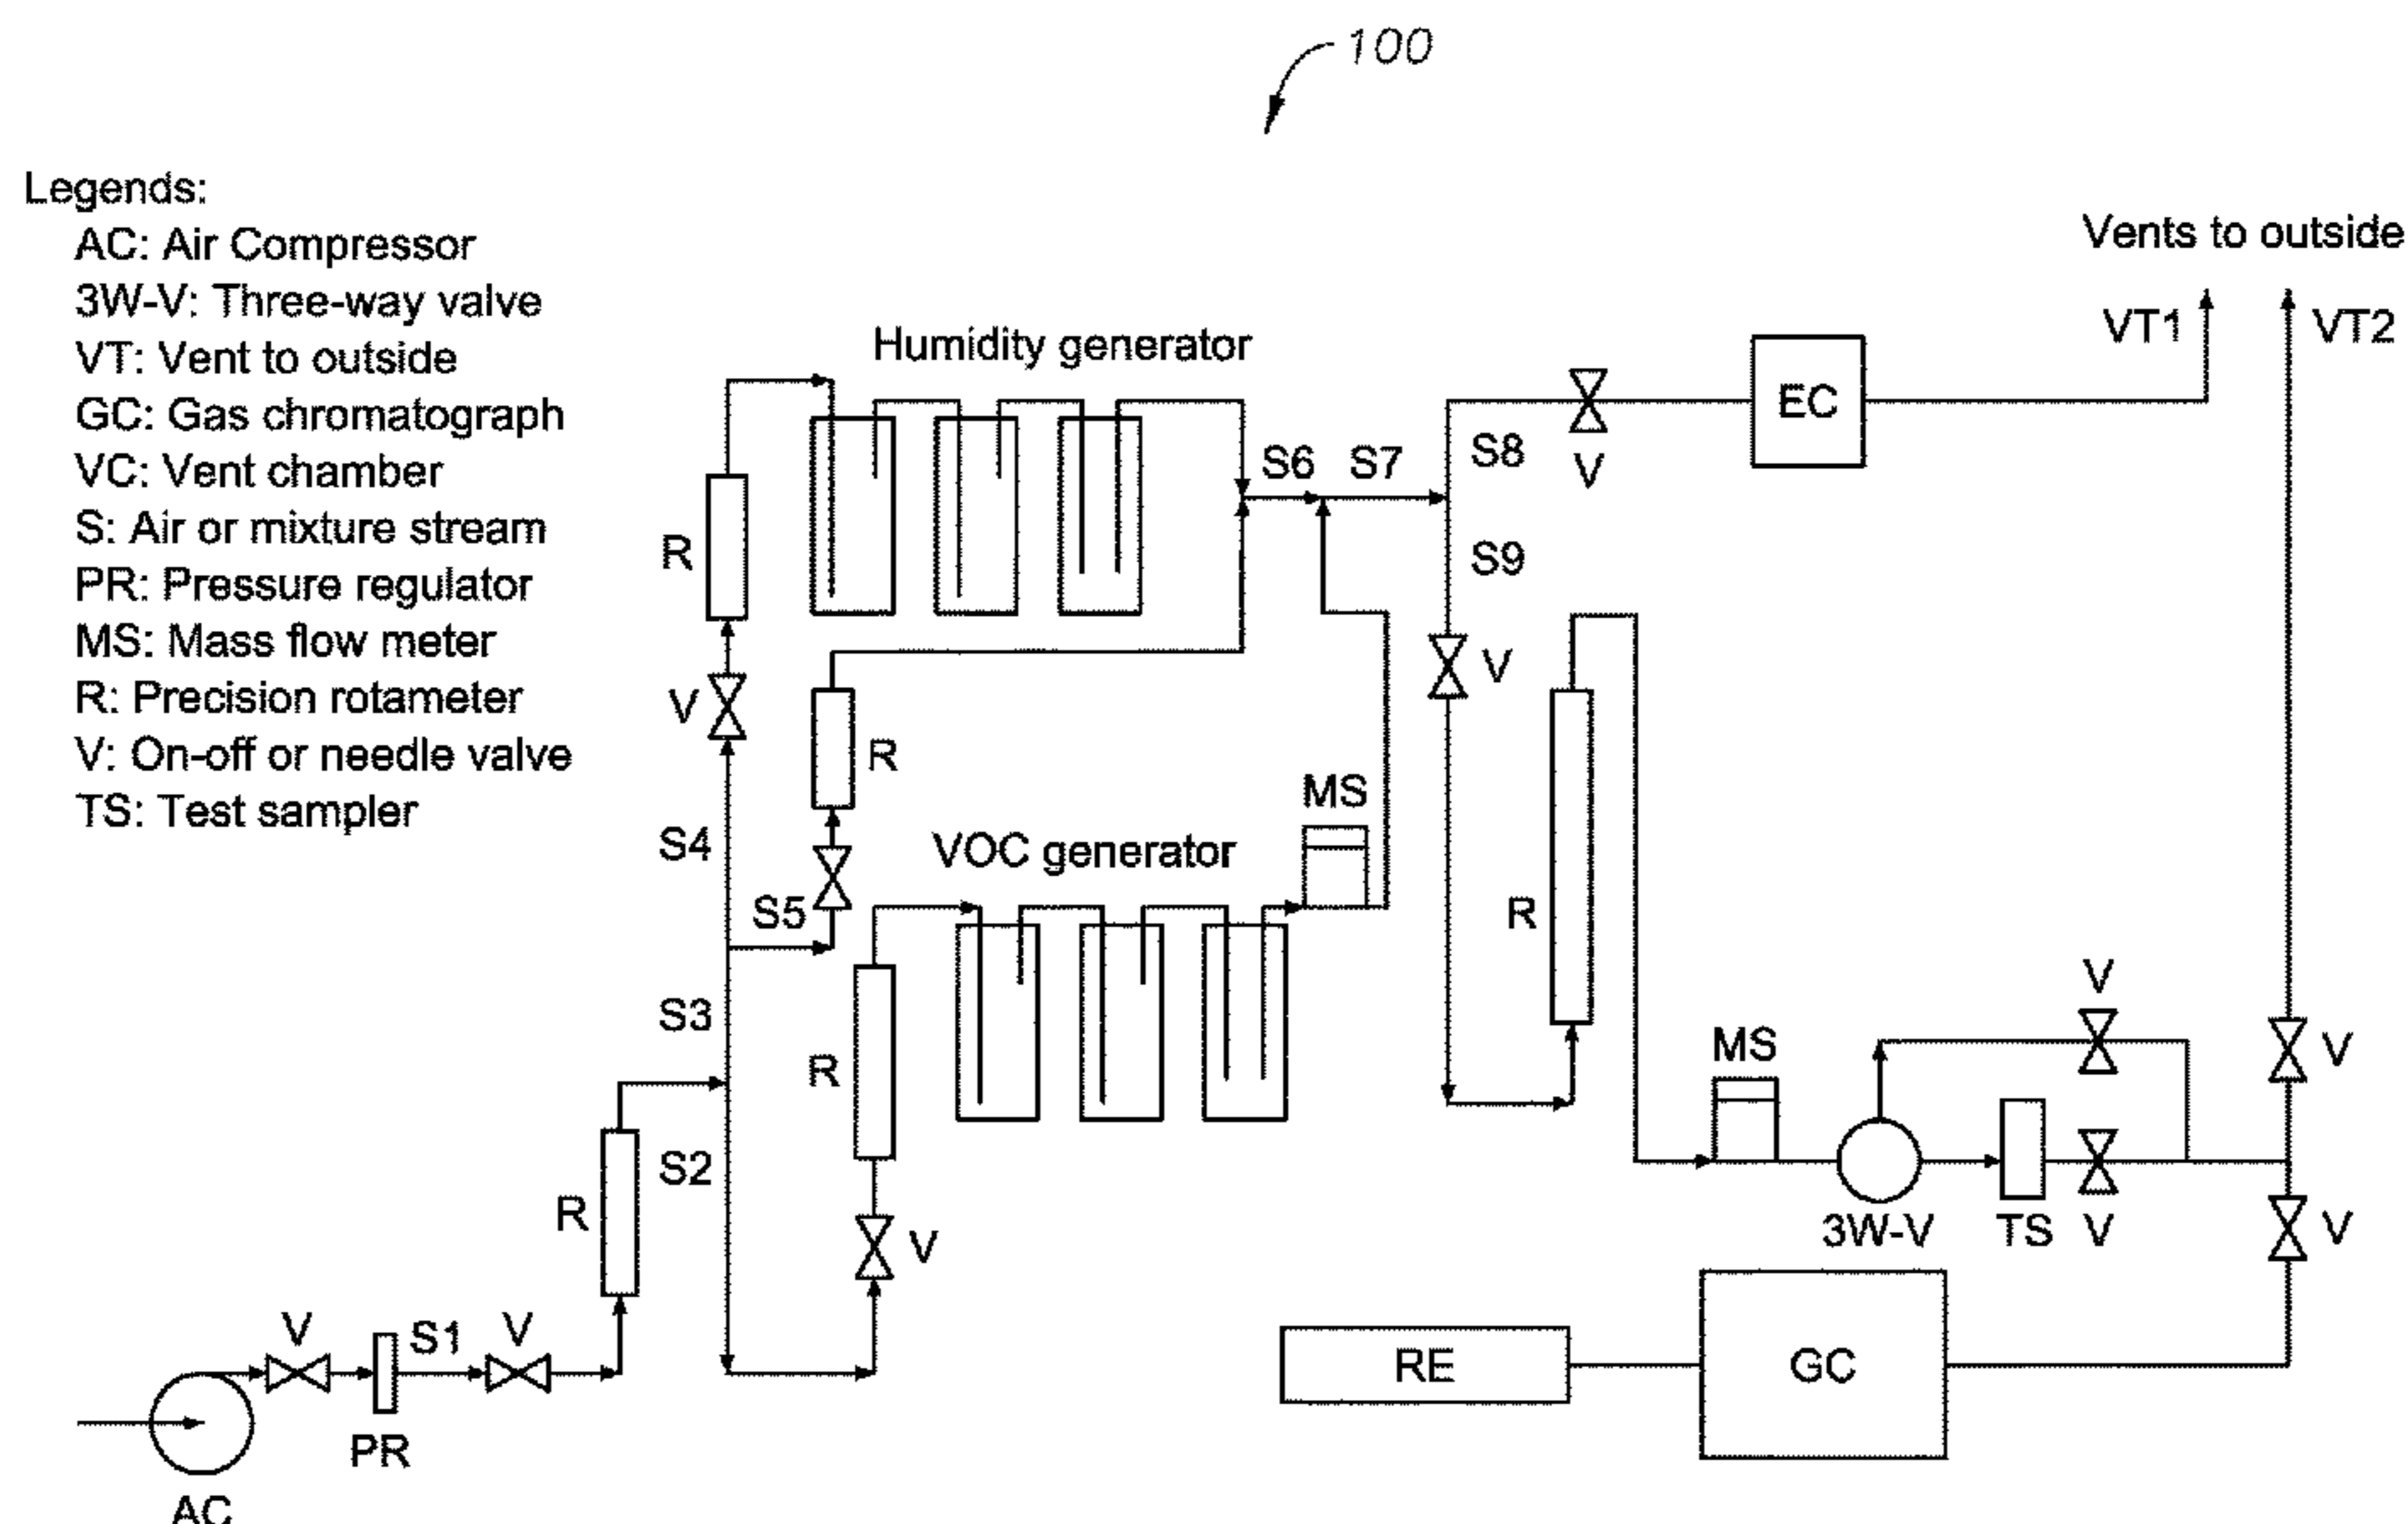 100
Legends:
AC: Air Compressor
3W-V: Three-way valve
VT: Vent to outside
GC: Gas chromatograph
VC: Vent chamber
S: Air or mixture stream
PR: Pressure regulator
MS: Mass flow meter
R: Precision rotameter
V: On-off or needle valve
TS: Test sampler
Vents to outside
VT1
VT2
Humidity generator
EC
V
S6
S7
S8
S9
R
V
V
R
S4
S5
VOC generator
MS
R
S3
R
S2
R
V
MS
V
V
3W-V
TS
V
V
V
S1
V
PR
AC
RE
GC